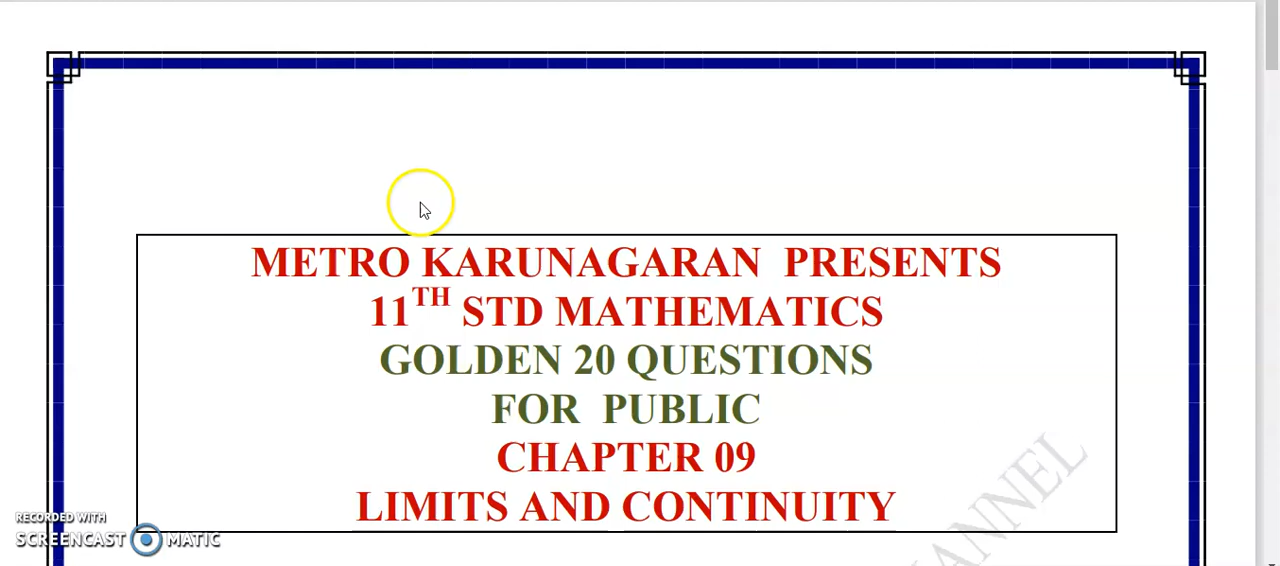 METRO KARUNAGARAN PRESENTS
11TH STD MATHEMATICS
GOLDEN 20 QUESTIONS
FOR PUBLIC
CHAPTER 09
LIMITS AND CONTINUITY
RECORDED WITH
SCREENCAST MATIC